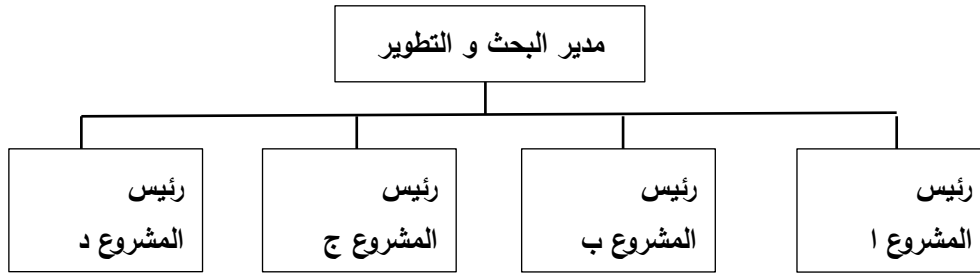 مدير البحث و التطوير
رئيس
المشروع ا
رئيس
المشروع ب
رئيس
المشروع ج
رئيس
المشروع د